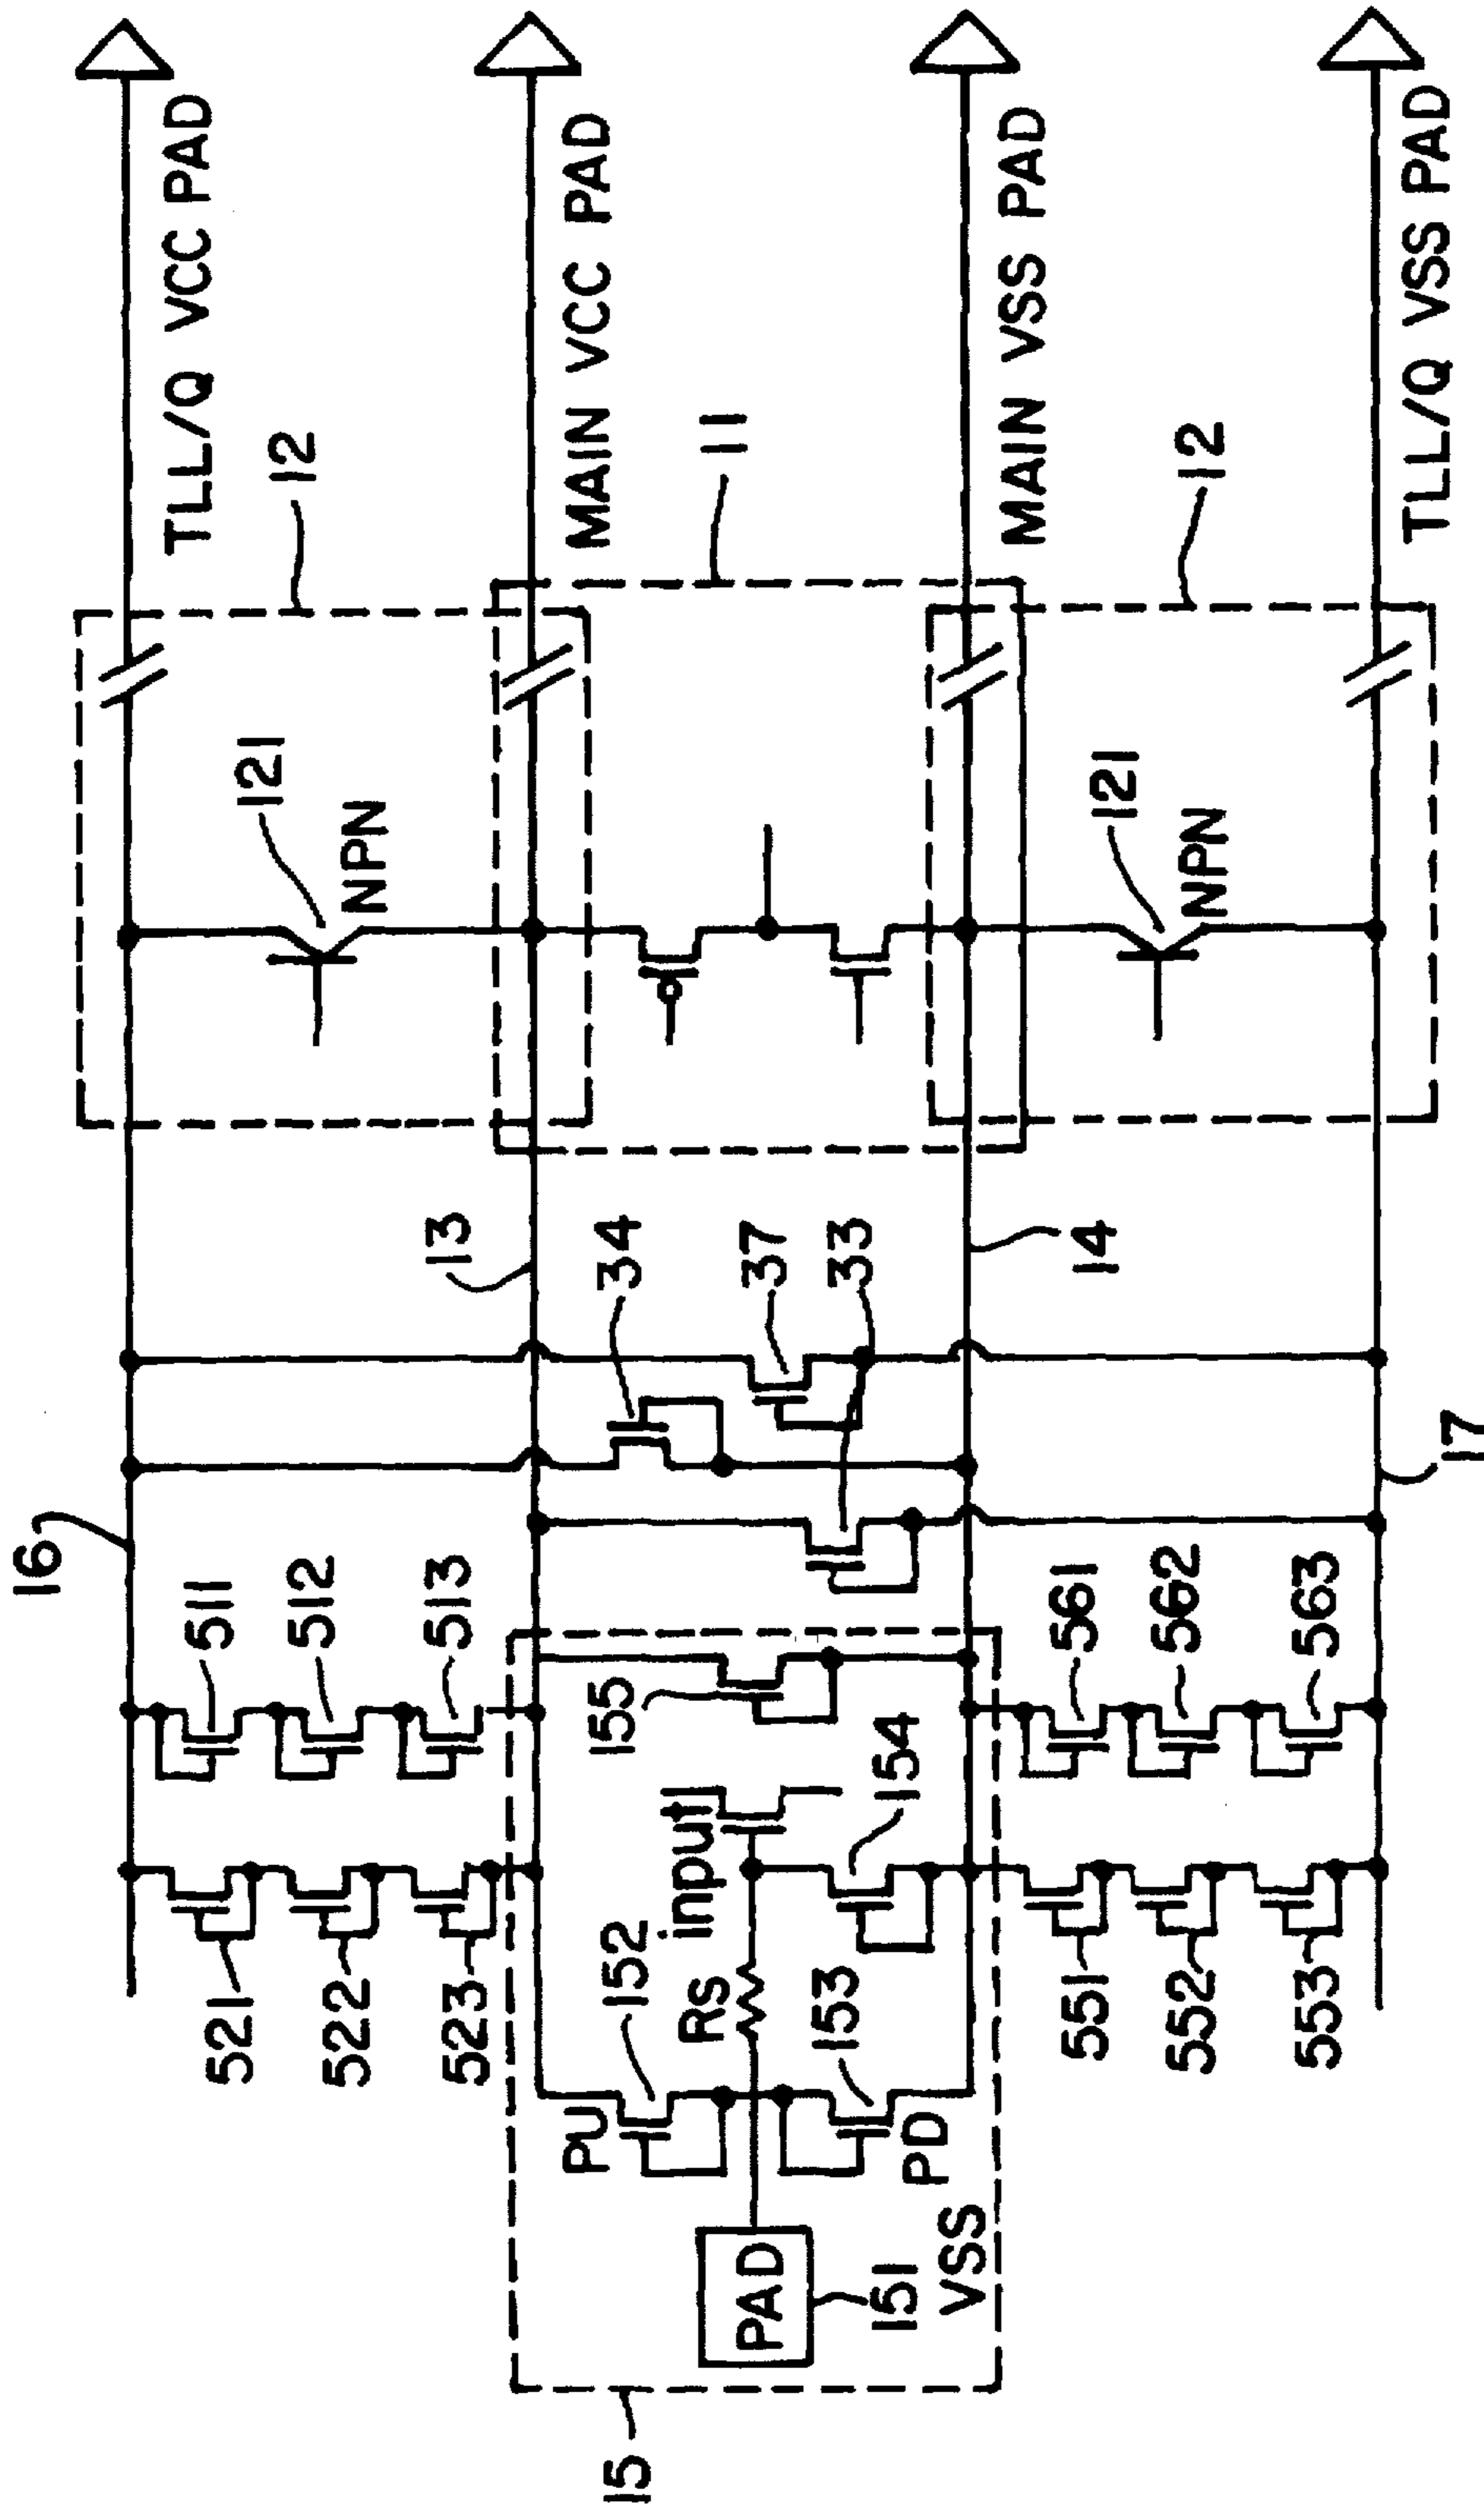 16
TLL/Q VCC PAD
511
521
121
12
512
522
NPN
513
523
13
PU
MAIN VCC PAD
15
152
155
34
Rs
input
11
PAD
37
153
33
151
154
PD
VSS
MAIN VSS PAD
551
561
14
121
552
562
NPN
12
553
563
TLL/Q VSS PAD
17